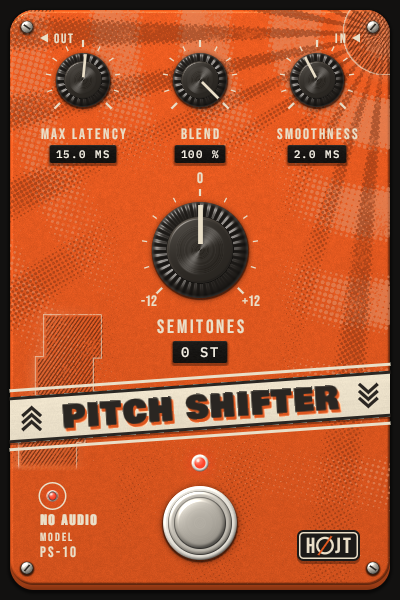 OUT
IN
MAX LATENCY
BLEND
SMOOTHNESS
15.0 MS
100 %
2.0 MS
0
-12
+12
SEMITONES
0 ST
PITCH SHIFTER
NO AUDIO
MODEL
PS-10
HØJT